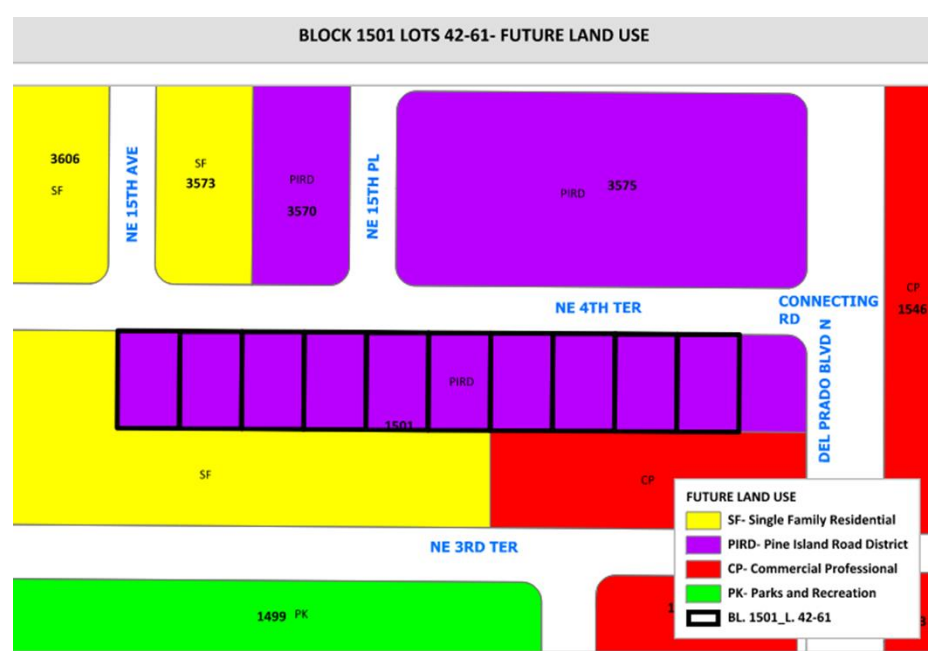 BLOCK 1501 LOTS 42-61- FUTURE LAND USE
3606
SF
NE 15TH AVE
SF
3573
PIRD
3570
NE 15TH PL
PIRD
3575
CP
1546
NE 4TH TER
CONNECTING
RD
DEL PRADO BLVD N
PIRD
1501
SF
CP
NE 3RD TER
1499
PK
FUTURE LAND USE
SF- Single Family Residential
PIRD- Pine Island Road District
CP- Commercial Professional
PK- Parks and Recreation
BL. 1501_L. 42-61